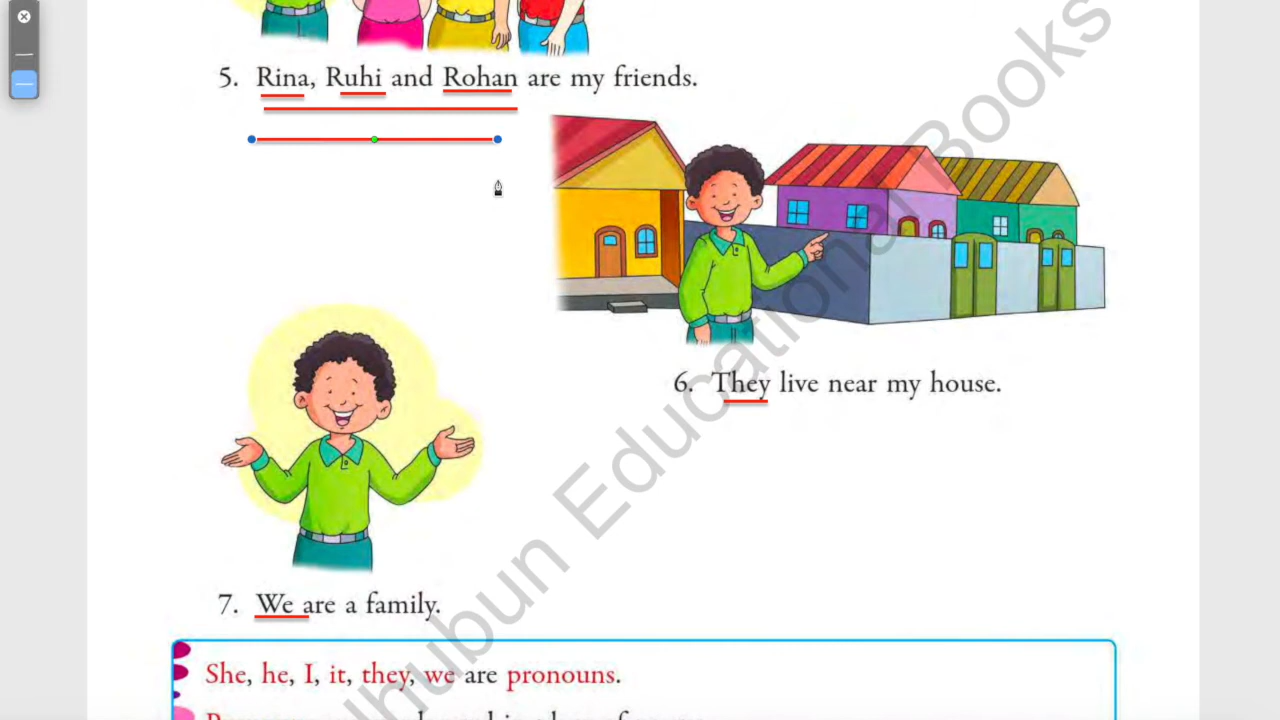 5. Rina, Ruhi and Rohan are my friends.
6. They live near my house.
7. We are a family.
She, he, I, it, they, we are pronouns.
Educational Books